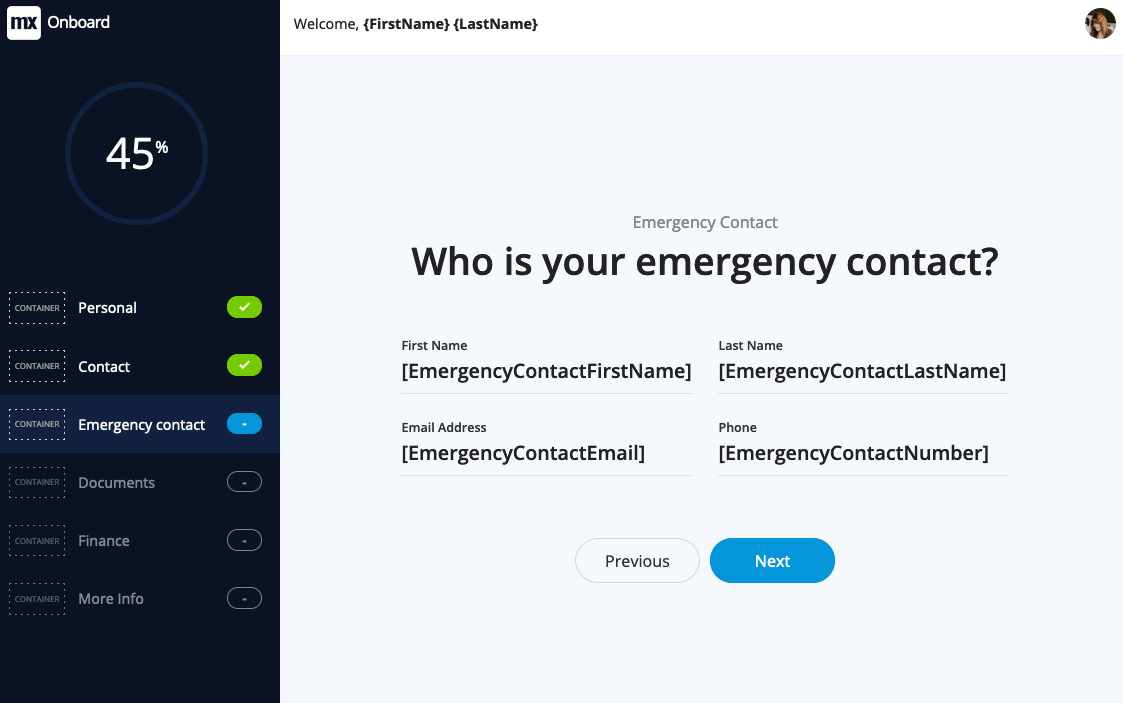 mx Onboard
Welcome, {FirstName} {LastName}
45%
CONTAINER Personal
CONTAINER Contact
CONTAINER Emergency contact -
CONTAINER Documents -
CONTAINER Finance -
CONTAINER More Info -
Emergency Contact
Who is your emergency contact?
First Name Last Name
[EmergencyContactFirstName] [EmergencyContactLastName]
Email Address Phone
[EmergencyContactEmail] [EmergencyContactNumber]
Previous Next